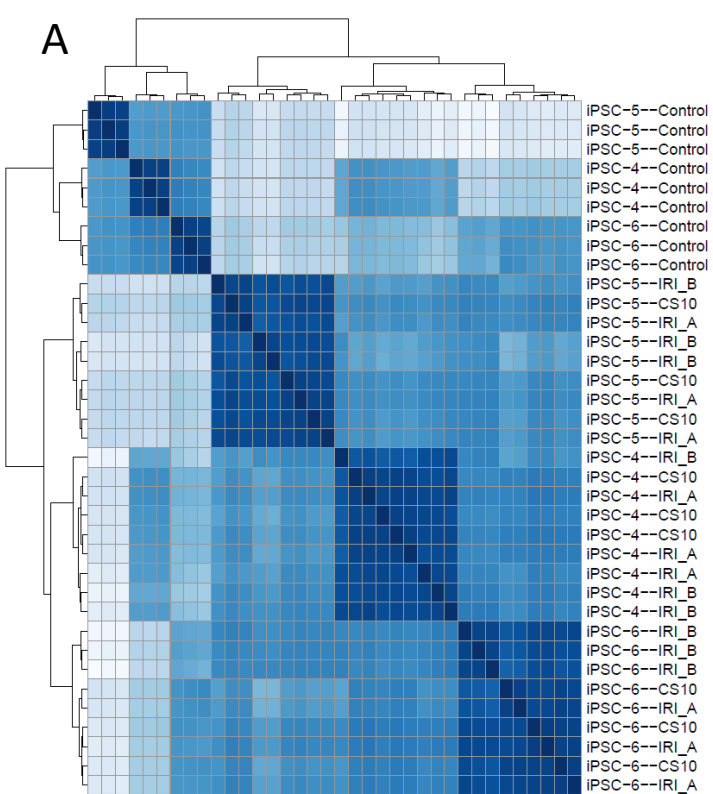 A
iPSC-5--Control
iPSC-5--Control
iPSC-5--Control
iPSC-4--Control
iPSC-4--Control
iPSC-4--Control
iPSC-6--Control
iPSC-6--Control
iPSC-6--Control
iPSC-5--IRI_B
iPSC-5--CS10
iPSC-5--IRI_A
iPSC-5--IRI_B
iPSC-5--IRI_B
iPSC-5--CS10
iPSC-5--IRI_A
iPSC-5--CS10
iPSC-5--IRI_A
iPSC-4--IRI_B
iPSC-4--CS10
iPSC-4--IRI_A
iPSC-4--CS10
iPSC-4--CS10
iPSC-4--IRI_A
iPSC-4--IRI_A
iPSC-4--IRI_B
iPSC-4--IRI_B
iPSC-6--IRI_B
iPSC-6--IRI_B
iPSC-6--IRI_B
iPSC-6--CS10
iPSC-6--IRI_A
iPSC-6--CS10
iPSC-6--IRI_A
iPSC-6--CS10
iPSC-6--IRI_A